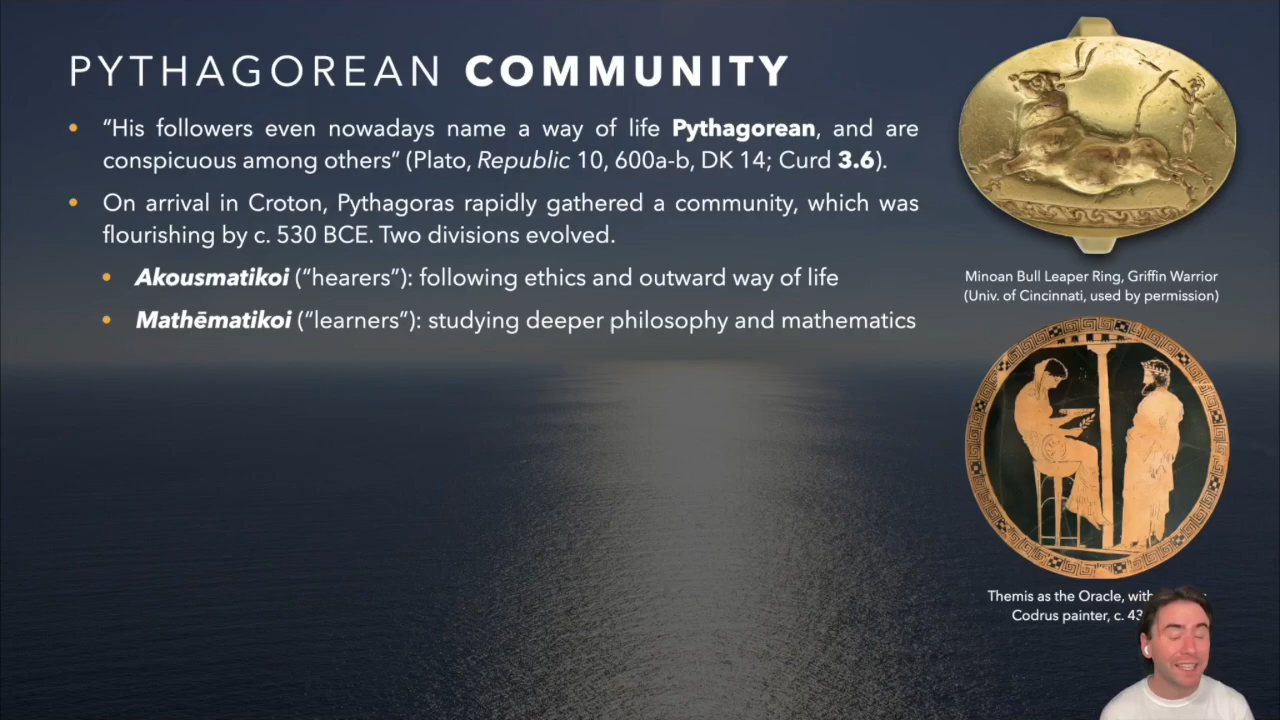 PYTHAGOREAN COMMUNITY
“His followers even nowadays name a way of life Pythagorean, and are
conspicuous among others” (Plato, Republic 10, 600a-b, DK 14; Curd 3.6).
On arrival in Croton, Pythagoras rapidly gathered a community, which was
flourishing by c. 530 BCE. Two divisions evolved.
Akousmatikoi (“hearers”): following ethics and outward way of life
Mathēmatikoi (“learners”): studying deeper philosophy and mathematics
Minoan Bull Leaper Ring, Griffin Warrior
(Univ. of Cincinnati, used by permission)
Themis as the Oracle,
Codrus painter, c.